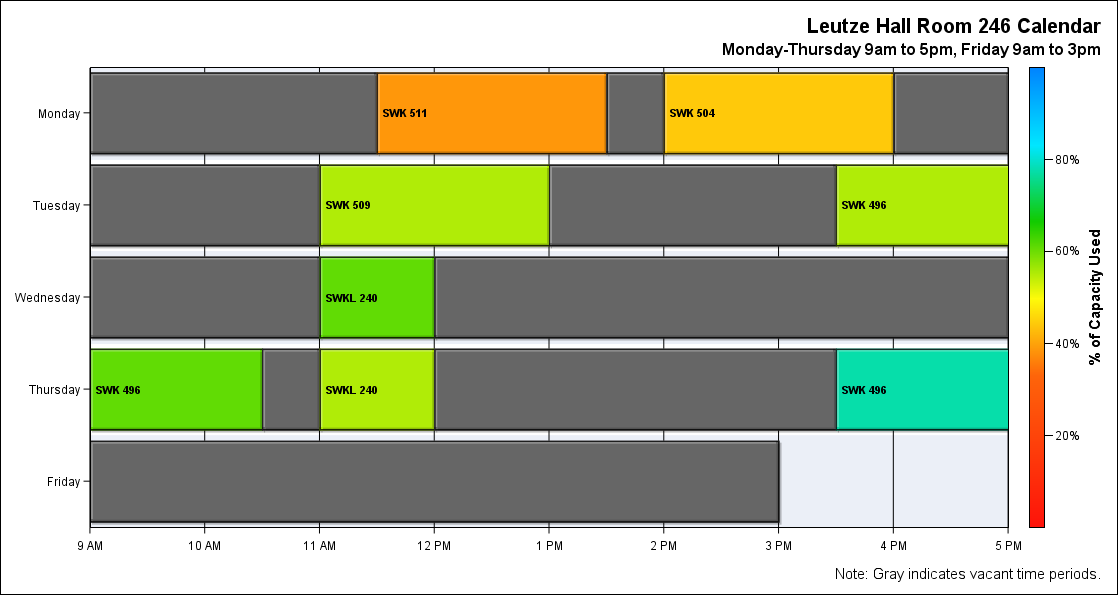 Leutze Hall Room 246 Calendar
Monday-Thursday 9am to 5pm, Friday 9am to 3pm
Monday
SWK 511
SWK 504
Tuesday
SWK 509
SWK 496
Wednesday
SWKL 240
Thursday
SWK 496
SWKL 240
SWK 496
Friday
9 AM
10 AM
11 AM
12 PM
1 PM
2 PM
3 PM
4 PM
5 PM
80%
60%
40%
20%
% of Capacity Used
Note: Gray indicates vacant time periods.